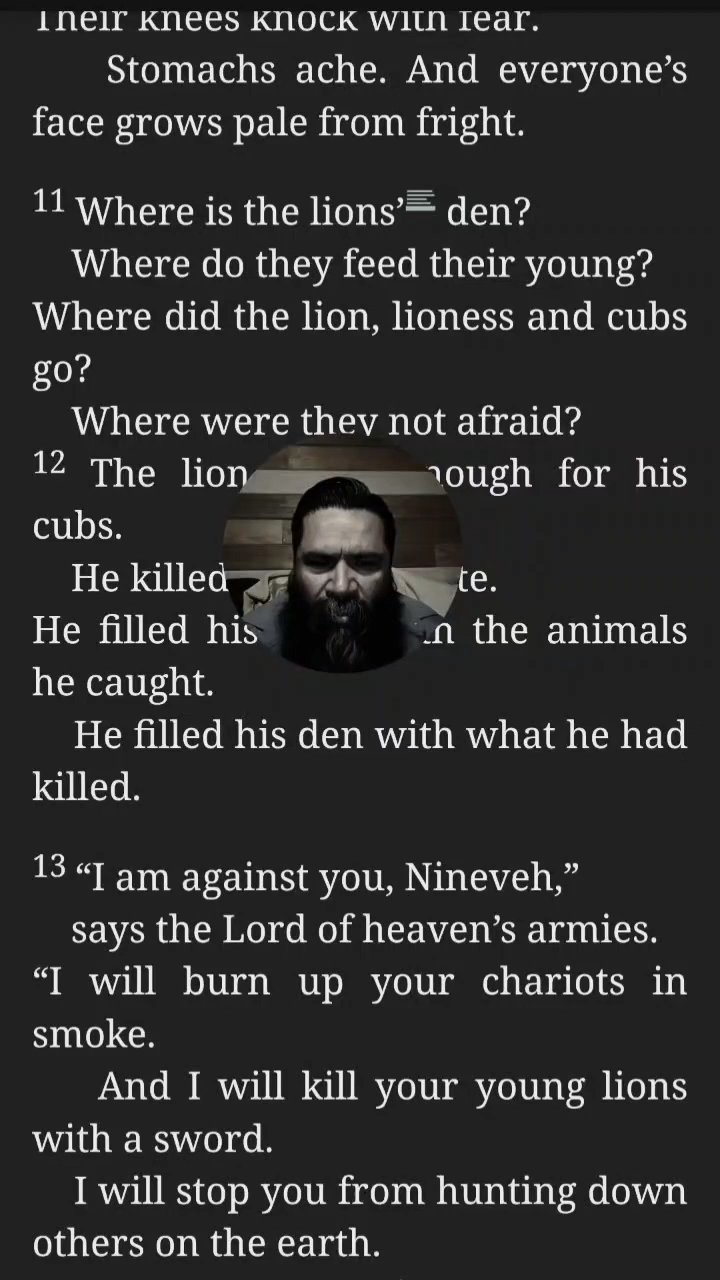 Their knees knock with fear.
Stomachs ache. And everyone’s
face grows pale from fright.
11 Where is the lions’ den?
Where do they feed their young?
Where did the lion, lioness and cubs
go?
Where were they not afraid?
12 The lion for his
cubs.
He killed
He filled his the animals
he caught.
He filled his den with what he had
killed.
13 “I am against you, Nineveh,”
says the Lord of heaven’s armies.
“I will burn up your chariots in
smoke.
And I will kill your young lions
with a sword.
I will stop you from hunting down
others on the earth.